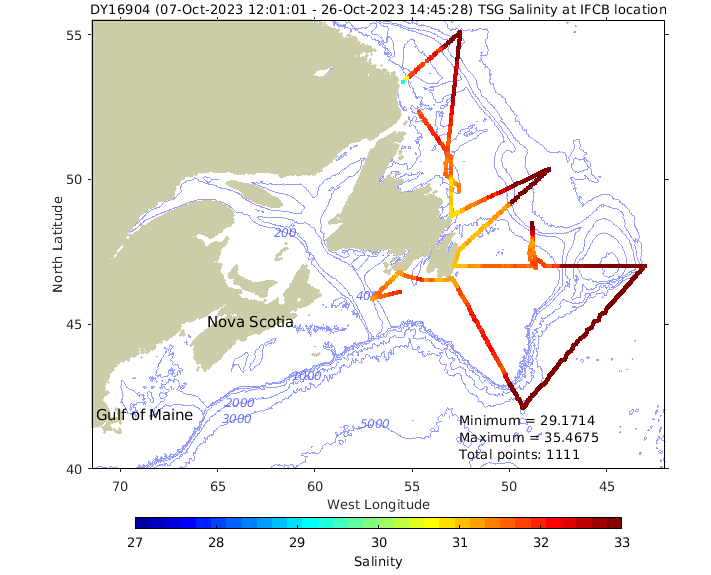 DY16904 (07-Oct-2023 12:01:01 - 26-Oct-2023 14:45:28) TSG Salinity at IFCB location
55
50
45
40
North Latitude
200
400
Nova Scotia
1000
2000
3000
5000
Gulf of Maine
Minimum = 29.1714
Maximum = 35.4675
Total points: 1111
70 65 60 55 50 45
West Longitude
27 28 29 30 31 32 33
Salinity